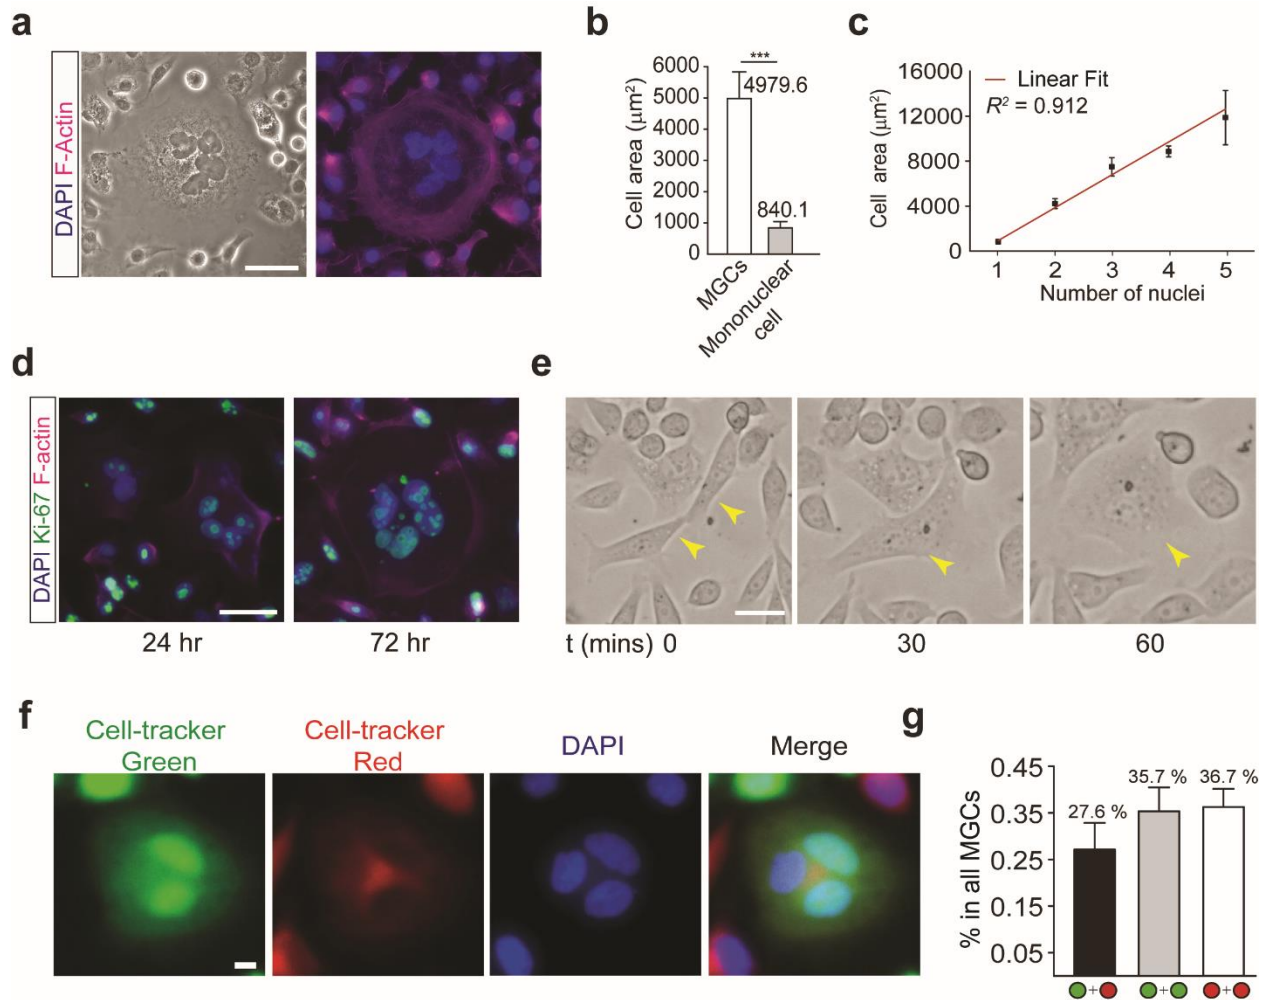 a
DAPI F-Actin
b
Cell area (μm²)
6000
5000
4000
3000
2000
1000
0
***
4979.6
840.1
MGCs
Mononuclear
cell
c
Cell area (μm²)
16000
12000
8000
4000
0
Linear Fit
R² = 0.912
1 2 3 4 5
Number of nuclei
d
DAPI Ki-67 F-actin
24 hr
72 hr
e
t (mins) 0
30
60
f
Cell-tracker
Green
Cell-tracker
Red
DAPI
Merge
g
% in all MGCs
0.45
0.35
0.25
0.15
0.05
27.6 %
35.7 %
36.7 %
+
+
+